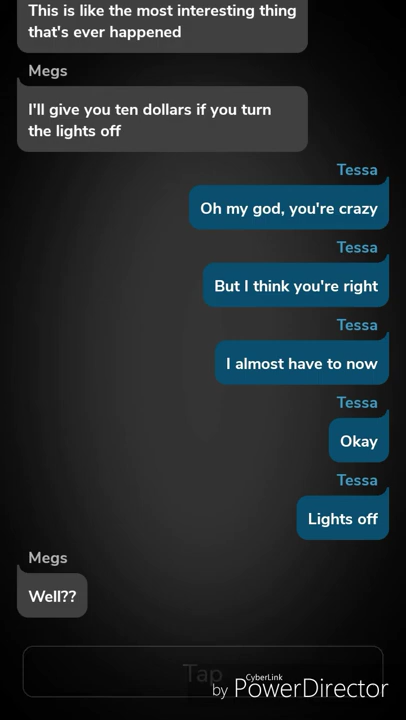 This is like the most interesting thing
that's ever happened
Megs
I'll give you ten dollars if you turn
the lights off
Tessa
Oh my god, you're crazy
Tessa
But I think you're right
Tessa
I almost have to now
Tessa
Okay
Tessa
Lights off
Megs
Well??
Tap
by CyberLink
PowerDirector